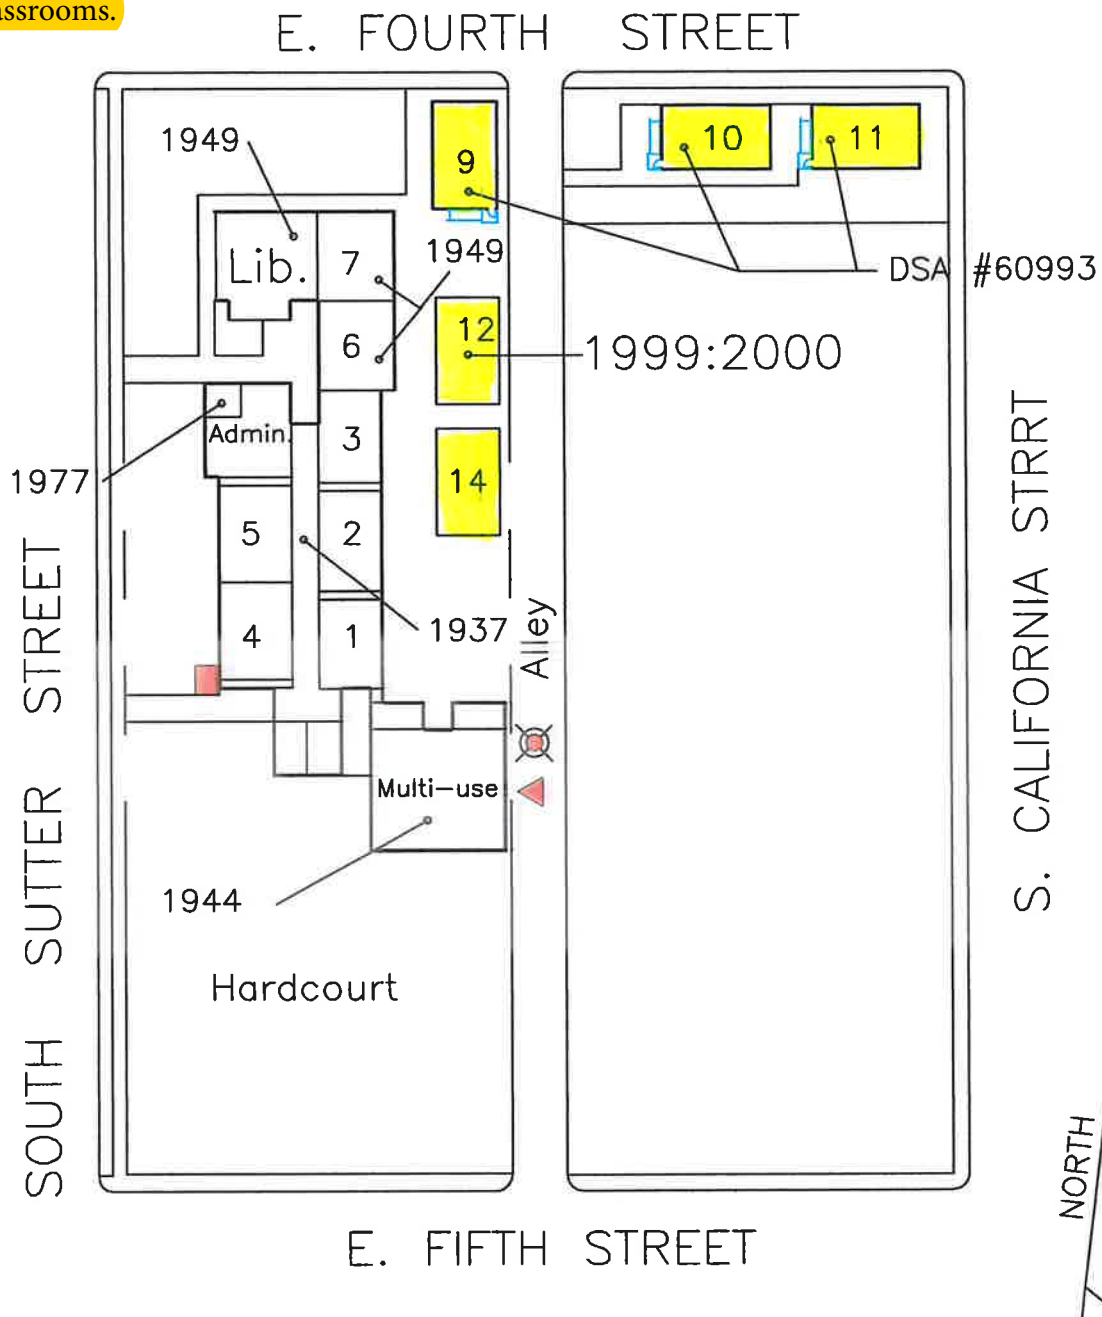 assrooms.
E. FOURTH STREET
1949
9
10
11
Lib.
7
1949
DSA #60993
6
12
1999:2000
Admin.
3
1977
14
5
2
4
1
1937
Alley
Multi-use
1944
Hardcourt
SOUTH SUTTER STREET
S. CALIFORNIA STRRT
NORTH
E. FIFTH STREET